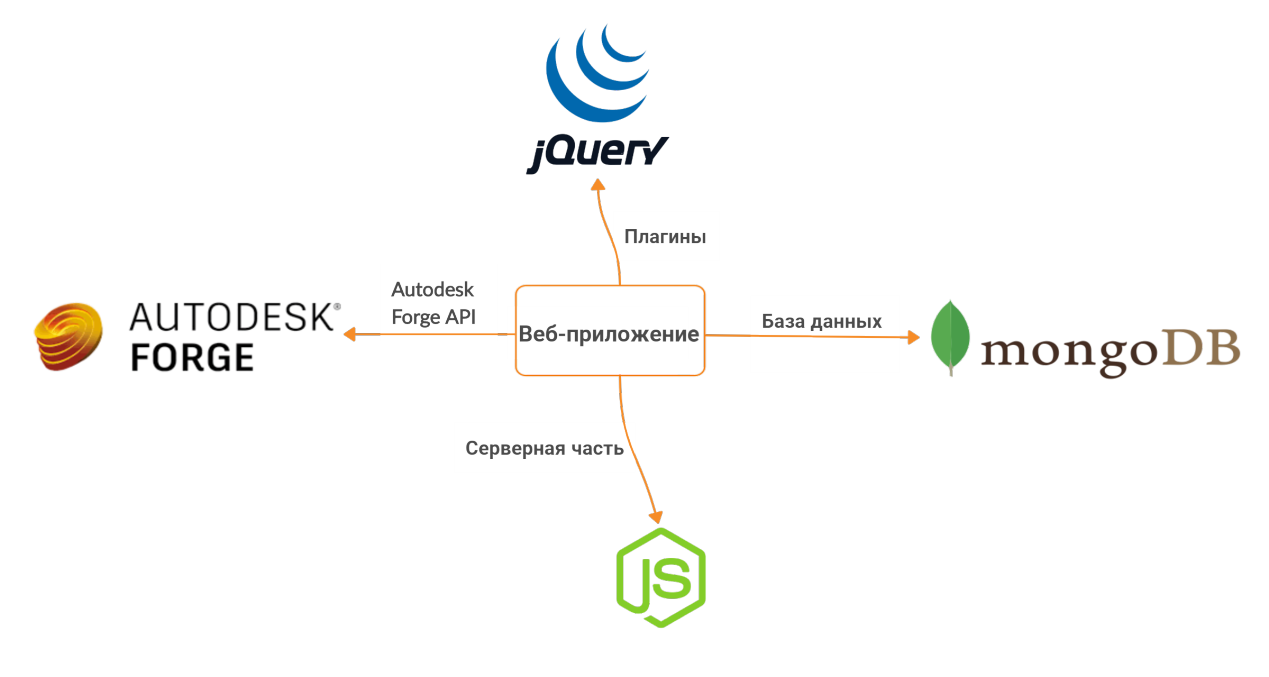 jQuery
Плагины
Autodesk
Forge API
AUTODESK®
FORGE
Веб-приложение
База данных
mongoDB
Серверная часть
JS